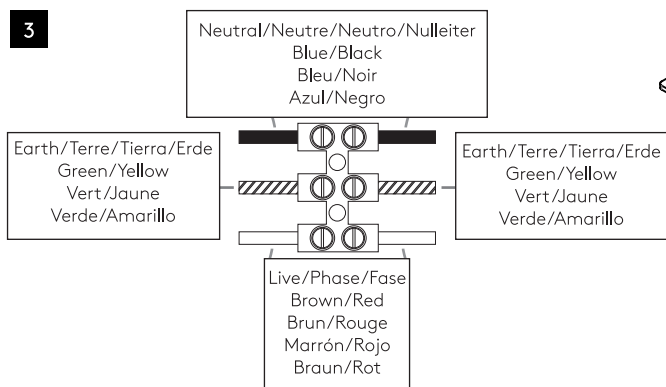 3
Neutral/Neutre/Neutro/Nulleiter
Blue/Black
Bleu/Noir
Azul/Negro
Earth/Terre/Tierra/Erde
Green/Yellow
Vert/Jaune
Verde/Amarillo
Earth/Terre/Tierra/Erde
Green/Yellow
Vert/Jaune
Verde/Amarillo
Live/Phase/Fase
Brown/Red
Brun/Rouge
Marrón/Rojo
Braun/Rot